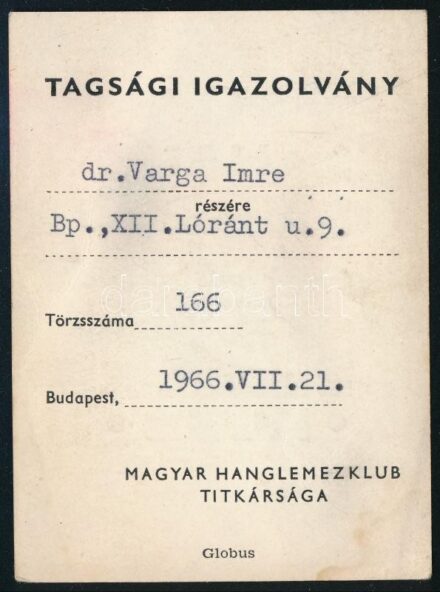 TAGSÁGI IGAZOLVÁNY
dr.Varga Imre
részére
Bp.,XII.Lóránt u.9.
darabanth
Törzsszáma 166
Budapest, 1966.VII.21.
MAGYAR HANGLEMEZKLUB
TITKÁRSÁGA
Globus